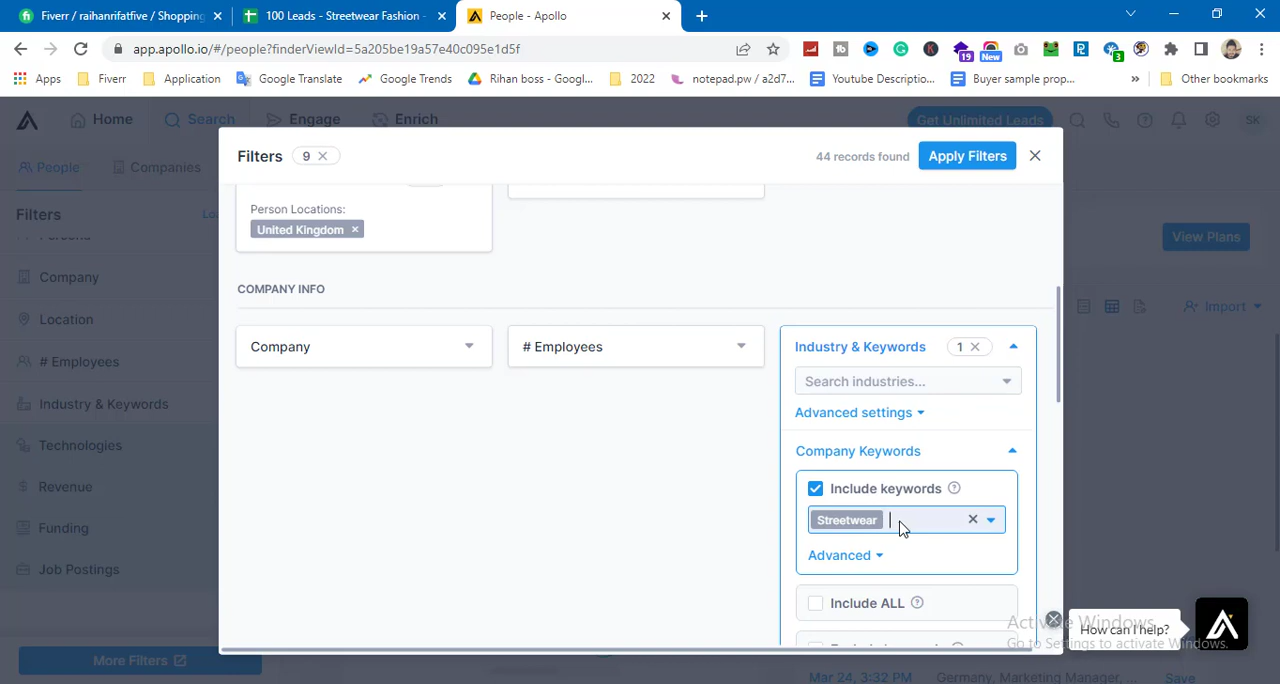 Fiverr / raihanrifatfive / Shopping
100 Leads - Streetwear Fashion -
People - Apollo
app.apollo.io/#/people?finderViewId=5a205be19a57e40c095e1d5f
19
New
3
Apps
Fiverr
Application
Google Translate
Google Trends
Rihan boss - Googl...
2022
notepad.pw / a2d7...
Youtube Descriptio...
Buyer sample prop...
»
Other bookmarks
Home
Search
Engage
Enrich
Get Unlimited Leads
SK
People
Companies
Filters
View Plans
Company
Location
# Employees
Industry & Keywords
Technologies
Revenue
Funding
Job Postings
More Filters
Import
Filters 9
44 records found
Apply Filters
Person Locations:
United Kingdom
COMPANY INFO
Company
# Employees
Industry & Keywords 1
Search industries...
Advanced settings
Company Keywords
Include keywords
Streetwear
Advanced
Include ALL
How can I help?
Activate Windows
Go to Settings to activate Windows.
Mar 24, 3:32 PM
Germany, Marketing Manager, ...
Save